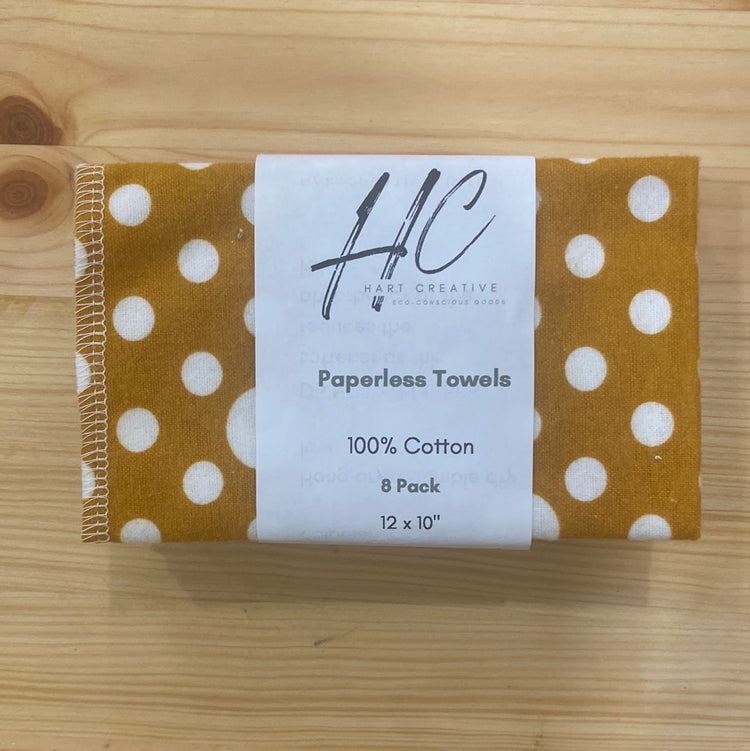 HC
HART CREATIVE
ECO-CONSCIOUS GOODS
Paperless Towels
100% Cotton
8 Pack
12 x 10"